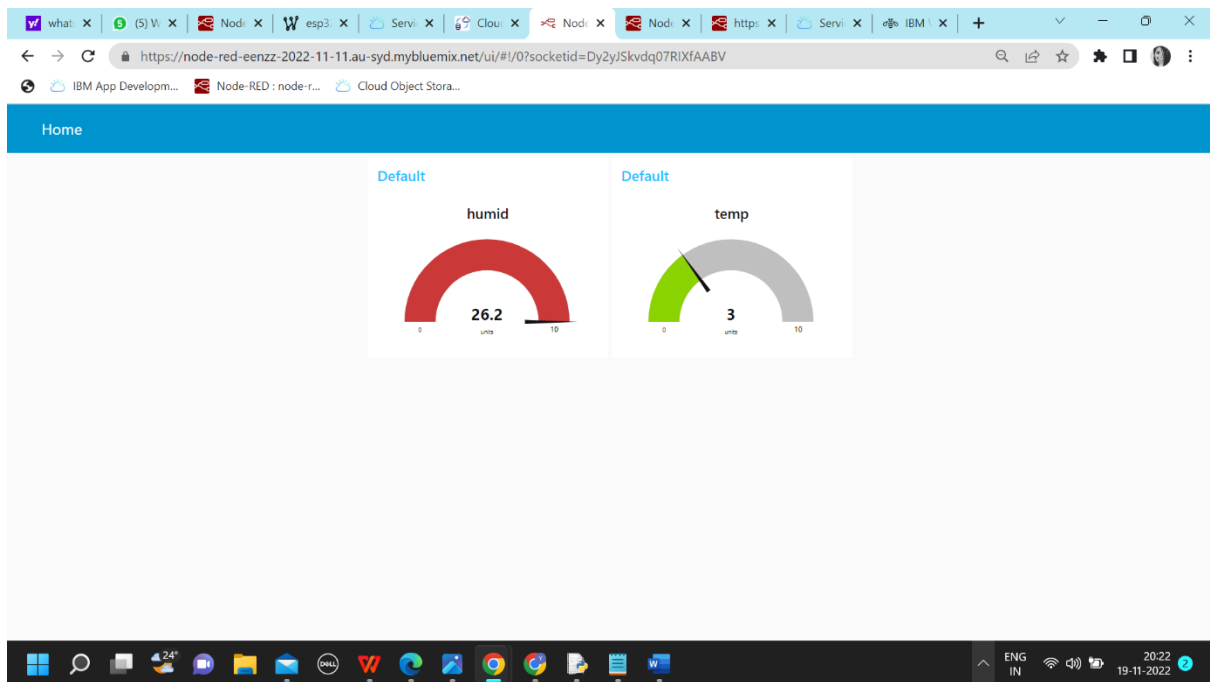 what:
(5) W
Node
esp3.
Servi
Clou
Node
Node
https
Servi
IBM
https://node-red-eenzz-2022-11-11.au-syd.mybluemix.net/ui/#!/0?socketid=Dy2yJSkvdq07RIXfAABV
IBM App Developm... Node-RED : node-r... Cloud Object Stora...
Home
Default Default
humid temp
26.2 3
units units
0 10 0 10
24°
DELL
ENG
IN
20:22
19-11-2022
2